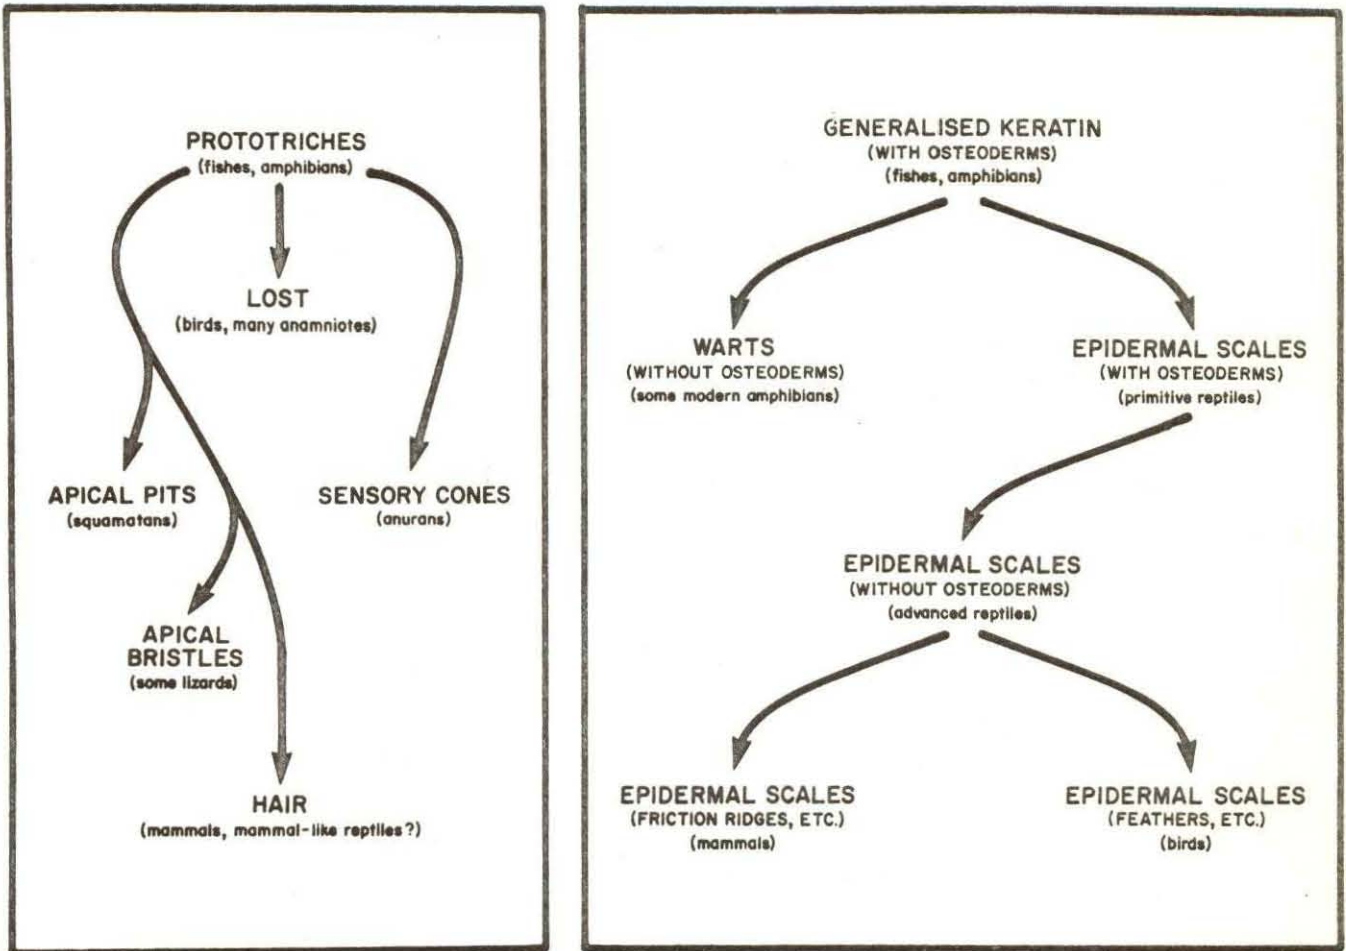 PROTOTRICHES
(fishes, amphibians)
LOST
(birds, many anamniotes)
APICAL PITS
(squamatans)
SENSORY CONES
(anurans)
APICAL
BRISTLES
(some lizards)
HAIR
(mammals, mammal-like reptiles?)
GENERALISED KERATIN
(WITH OSTEODERMS)
(fishes, amphibians)
WARTS
(WITHOUT OSTEODERMS)
(some modern amphibians)
EPIDERMAL SCALES
(WITH OSTEODERMS)
(primitive reptiles)
EPIDERMAL SCALES
(WITHOUT OSTEODERMS)
(advanced reptiles)
EPIDERMAL SCALES
(FRICTION RIDGES, ETC.)
(mammals)
EPIDERMAL SCALES
(FEATHERS, ETC.)
(birds)